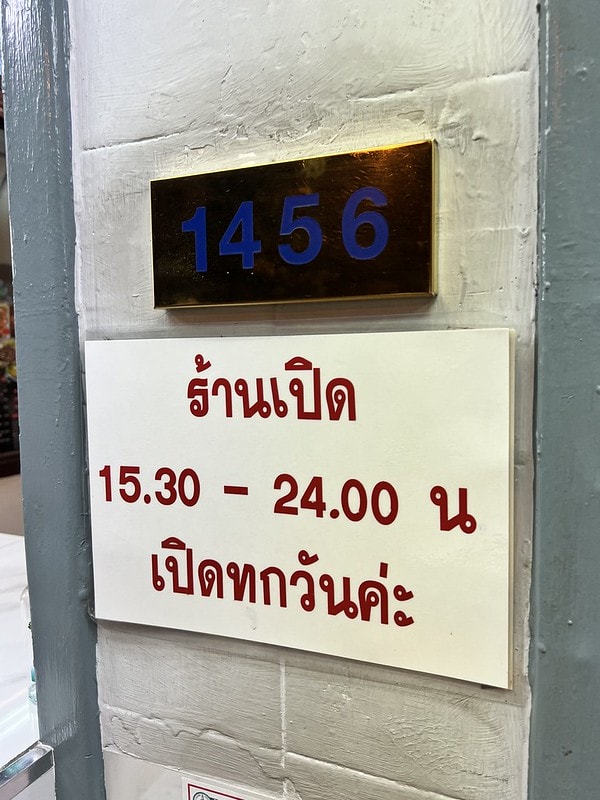 1456
ร้านเปิด
15.30 - 24.00 น
เปิดทกวันค่ะ